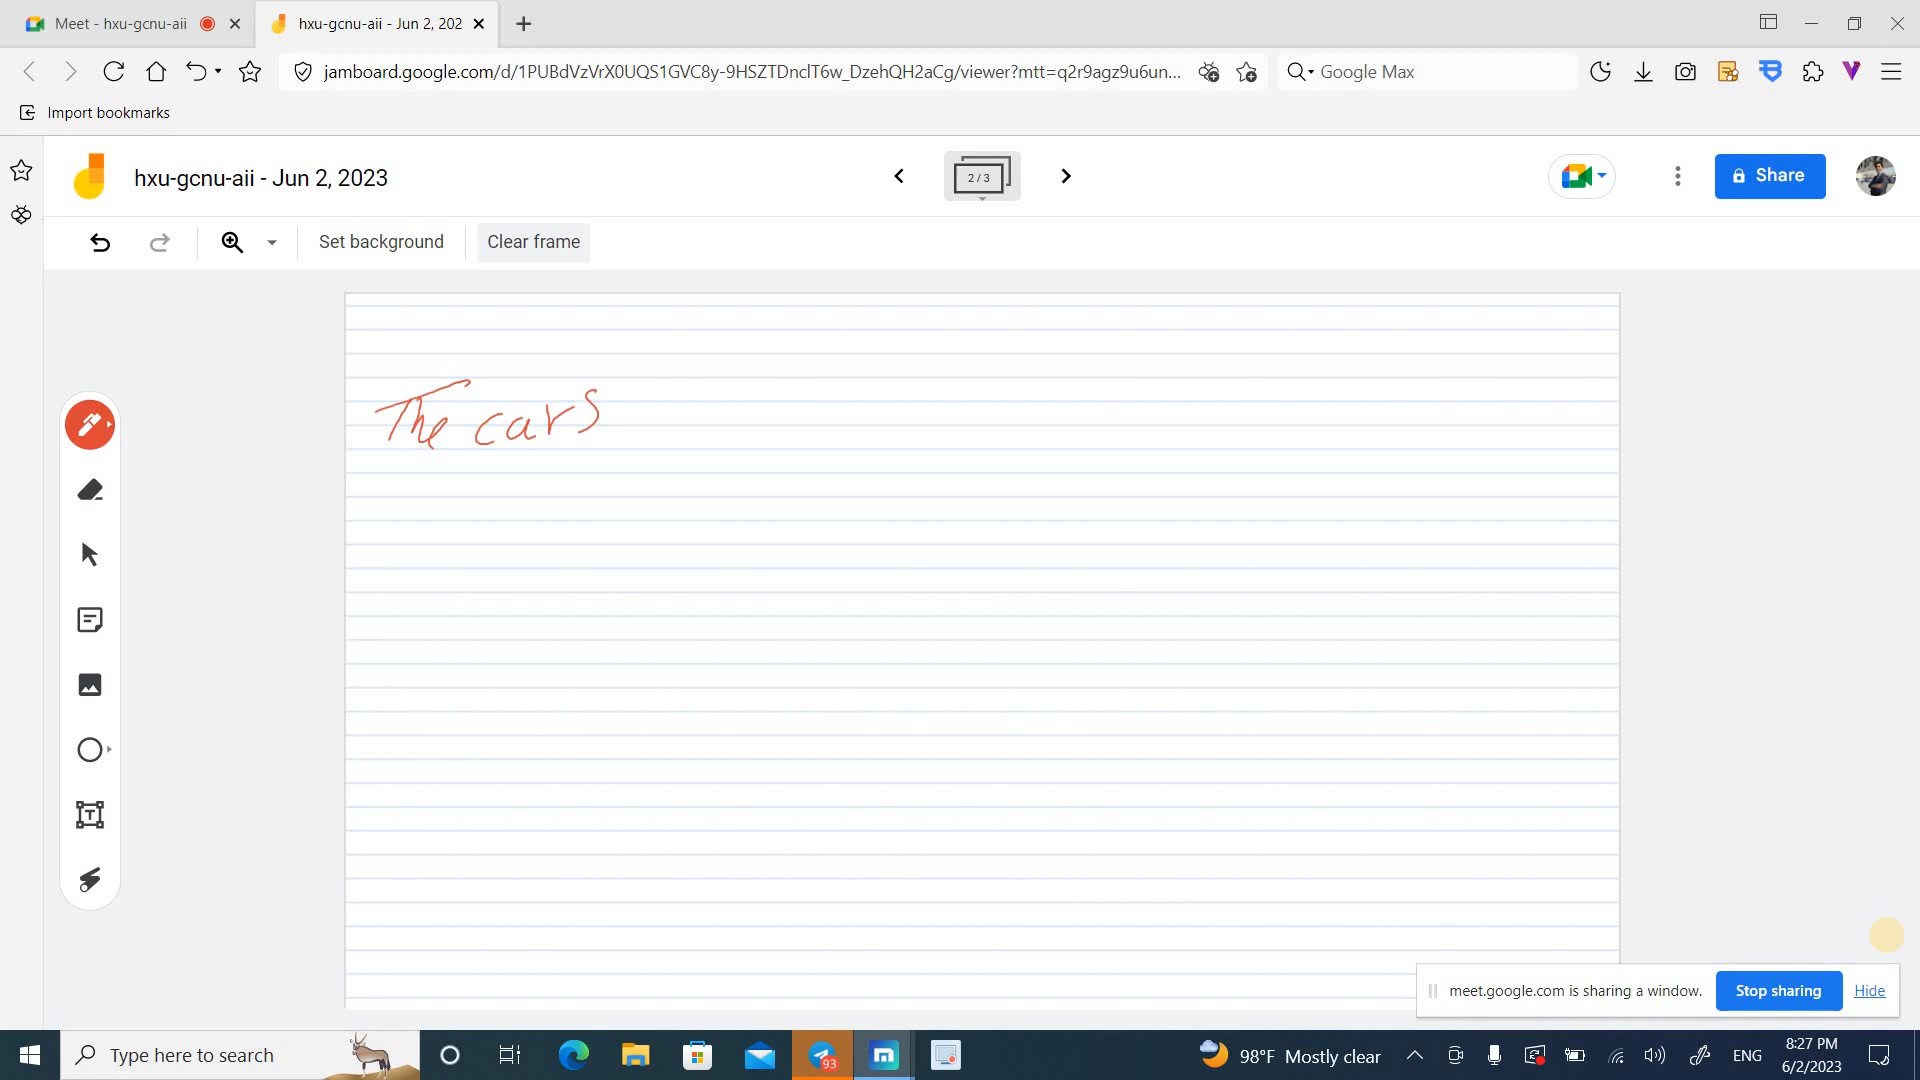 Meet - hxu-gcnu-aii
hxu-gcnu-aii - Jun 2, 202
jamboard.google.com/d/1PUBdVzVrX0UQS1GVC8y-9HSZTDnclT6w_DzehQH2aCg/viewer?mtt=q2r9agz9u6un...
Google Max
Import bookmarks
hxu-gcnu-aii - Jun 2, 2023
2 / 3
Share
Set background
Clear frame
The cars
meet.google.com is sharing a window.
Stop sharing
Hide
Type here to search
93
98°F Mostly clear
ENG
8:27 PM
6/2/2023